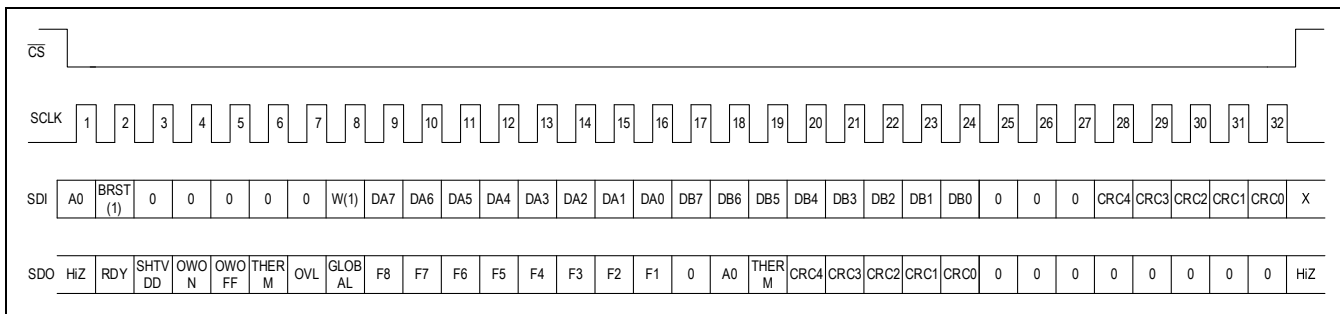 CS
SCLK 1 2 3 4 5 6 7 8 9 10 11 12 13 14 15 16 17 18 19 20 21 22 23 24 25 26 27 28 29 30 31 32
SDI A0 BRST (1) 0 0 0 0 0 W(1) DA7 DA6 DA5 DA4 DA3 DA2 DA1 DA0 DB7 DB6 DB5 DB4 DB3 DB2 DB1 DB0 0 0 0 CRC4 CRC3 CRC2 CRC1 CRC0 X
SDO HiZ RDY SHTV DD OWO N OWO FF THER M OVL GLOB AL F8 F7 F6 F5 F4 F3 F2 F1 0 A0 THER M CRC4 CRC3 CRC2 CRC1 CRC0 0 0 0 0 0 0 0 0 HiZ